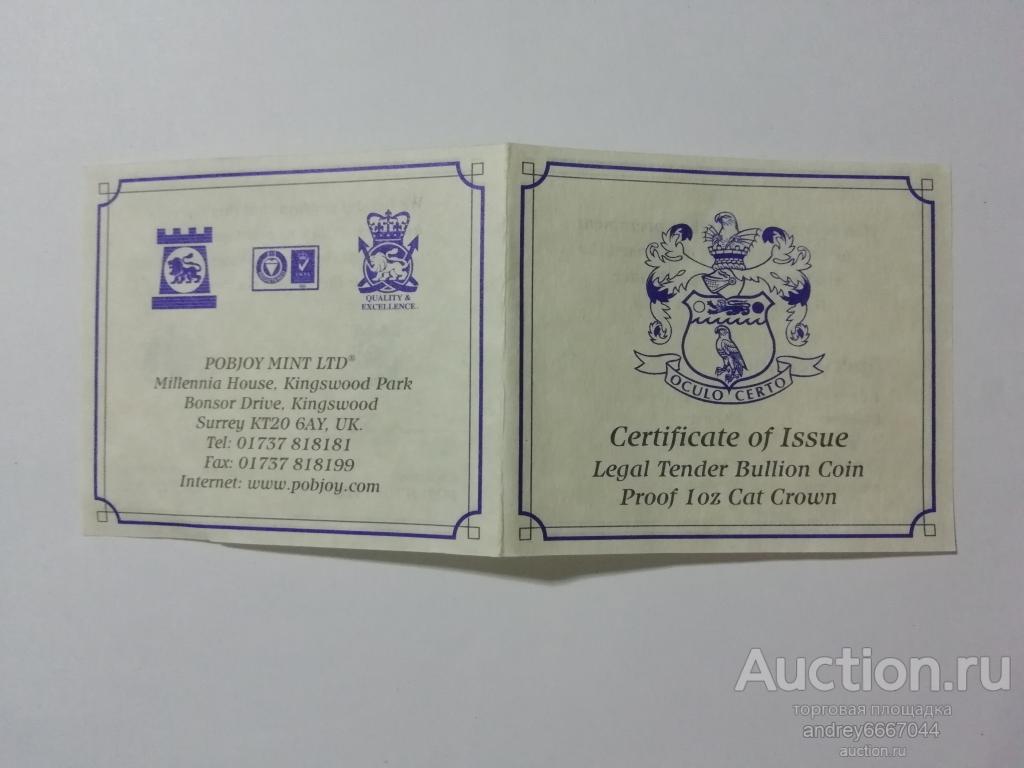 QUALITY &
EXCELLENCE
POBJOY MINT LTD®
Millennia House, Kingswood Park
Bonsor Drive, Kingswood
Surrey KT20 6AY, UK.
Tel: 01737 818181
Fax: 01737 818199
Internet: www.pobjoy.com
OCULO CERTO
Certificate of Issue
Legal Tender Bullion Coin
Proof 1oz Cat Crown
Auction.ru
торговая площадка
andrey6667044
auction.ru